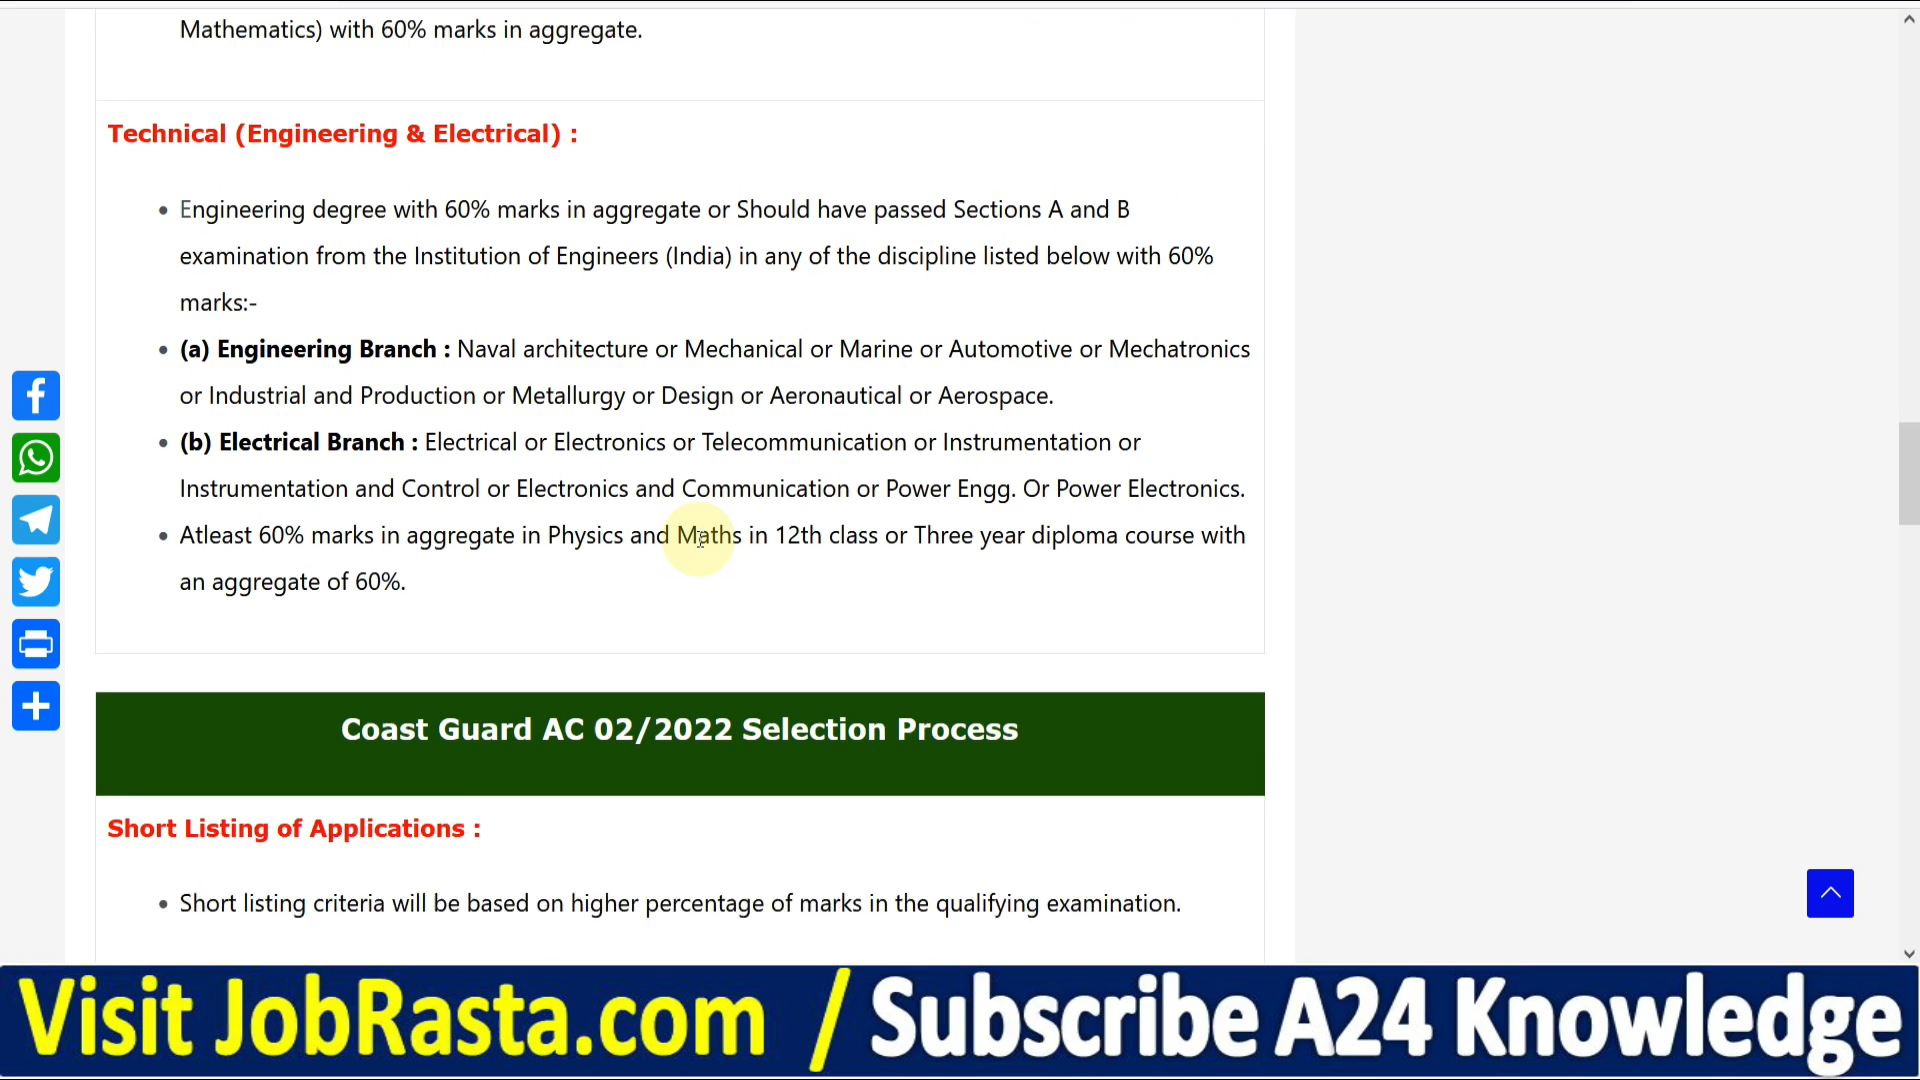 Mathematics) with 60% marks in aggregate.
Technical (Engineering & Electrical) :
Engineering degree with 60% marks in aggregate or Should have passed Sections A and B
examination from the Institution of Engineers (India) in any of the discipline listed below with 60%
marks:-
(a) Engineering Branch : Naval architecture or Mechanical or Marine or Automotive or Mechatronics
or Industrial and Production or Metallurgy or Design or Aeronautical or Aerospace.
(b) Electrical Branch : Electrical or Electronics or Telecommunication or Instrumentation or
Instrumentation and Control or Electronics and Communication or Power Engg. Or Power Electronics.
Atleast 60% marks in aggregate in Physics and Maths in 12th class or Three year diploma course with
an aggregate of 60%.
Coast Guard AC 02/2022 Selection Process
Short Listing of Applications :
Short listing criteria will be based on higher percentage of marks in the qualifying examination.
Visit JobRasta.com / Subscribe A24 Knowledge